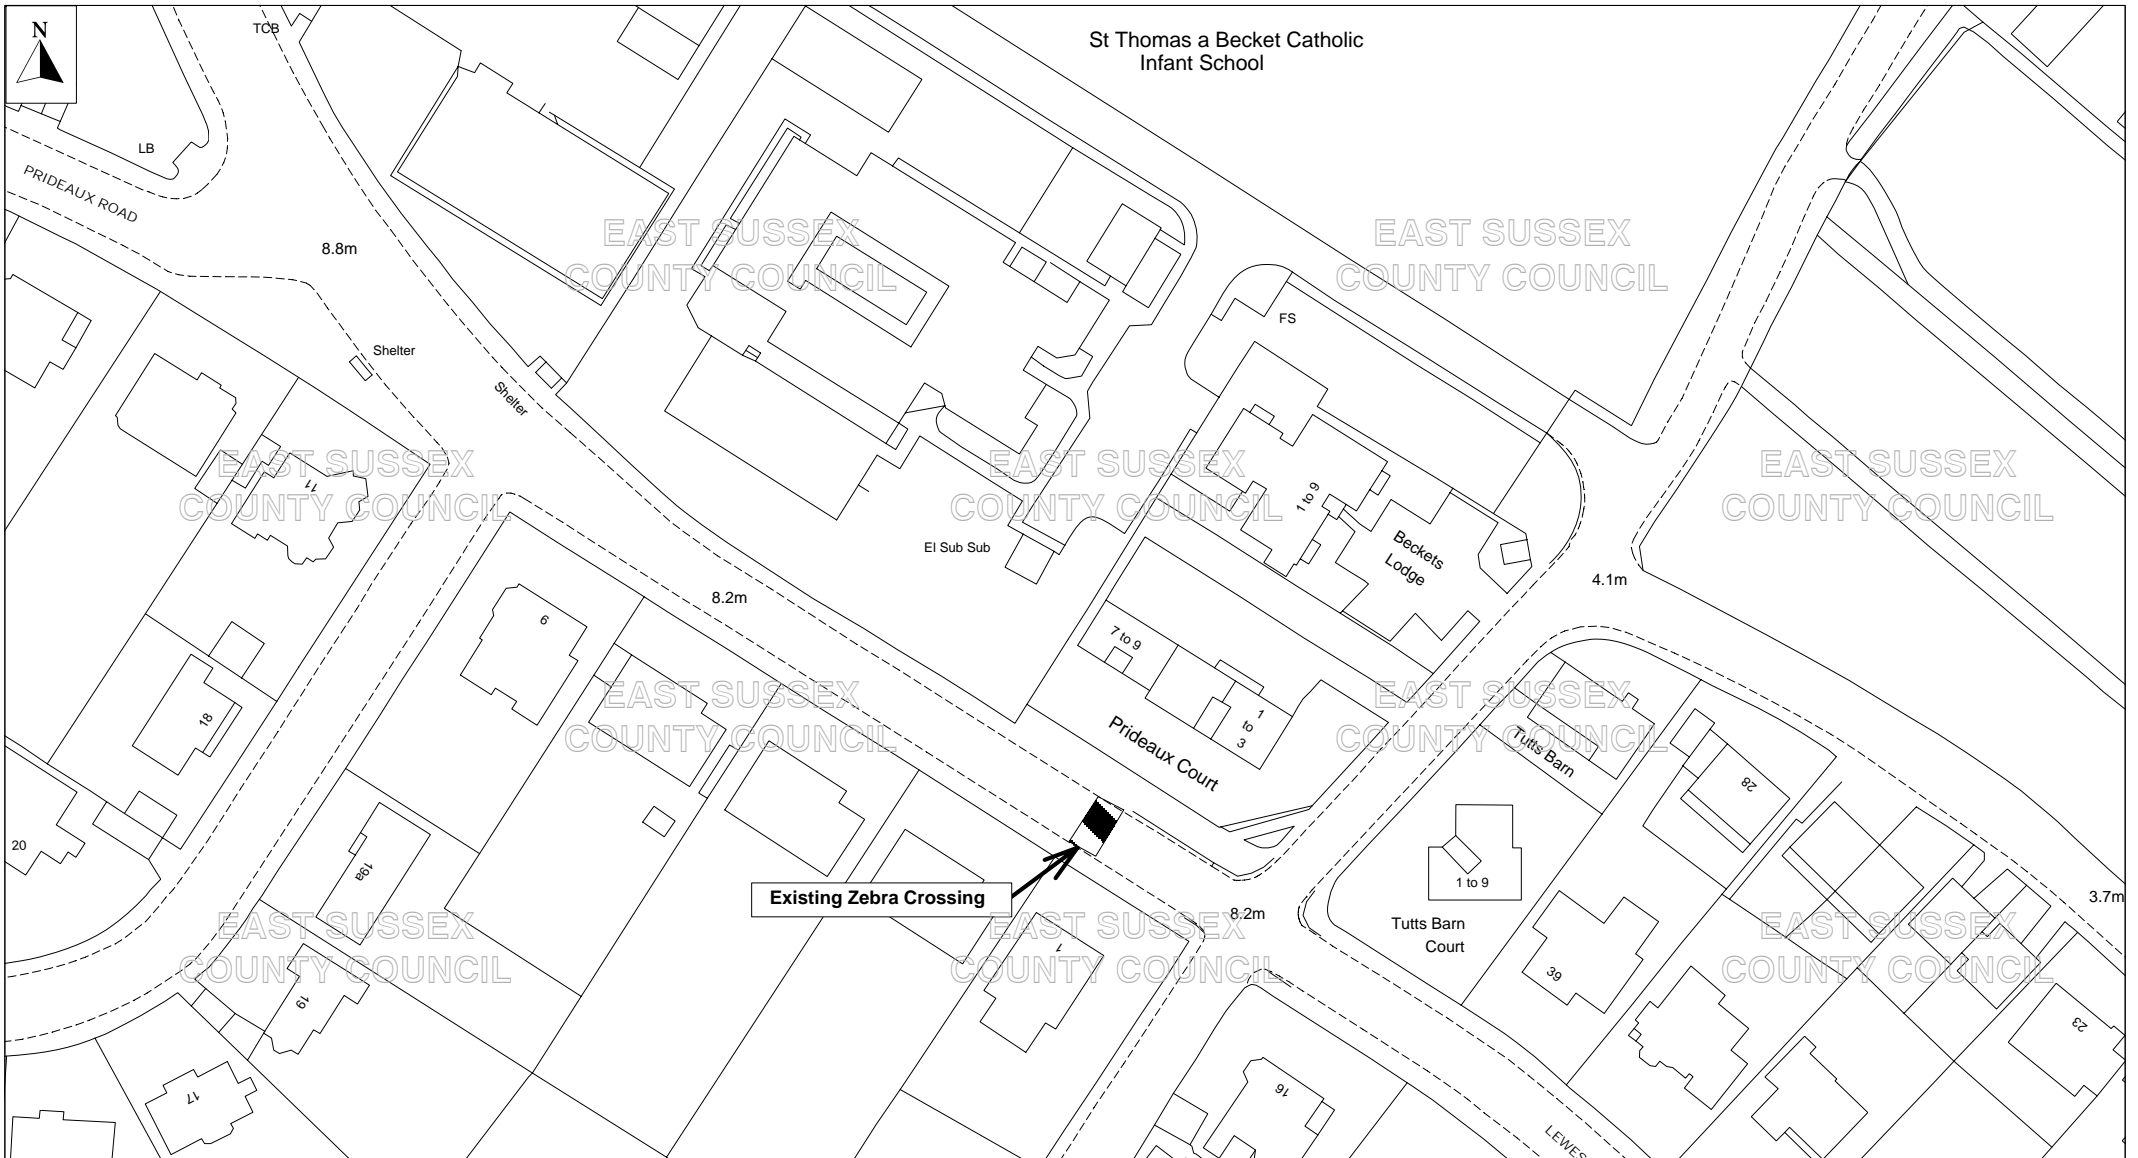 N
TCB
St Thomas a Becket Catholic
Infant School
LB
PRIDEAUX ROAD
8.8m
EAST SUSSEX
COUNTY COUNCIL
EAST SUSSEX
COUNTY COUNCIL
FS
Shelter
Shelter
EAST SUSSEX
COUNTY COUNCIL
11
EAST SUSSEX
COUNTY COUNCIL
1 to 9
EAST SUSSEX
COUNTY COUNCIL
El Sub Sub
Beckets
Lodge
4.1m
8.2m
9
7 to 9
18
EAST SUSSEX
COUNTY COUNCIL
1
to
3
Prideaux Court
EAST SUSSEX
COUNTY COUNCIL
Tutts Barn
28
20
19a
1 to 9
Existing Zebra Crossing
3.7m
8.2m
Tutts Barn
Court
EAST SUSSEX
COUNTY COUNCIL
1
EAST SUSSEX
COUNTY COUNCIL
39
EAST SUSSEX
COUNTY COUNCIL
19
23
17
16
LEWES